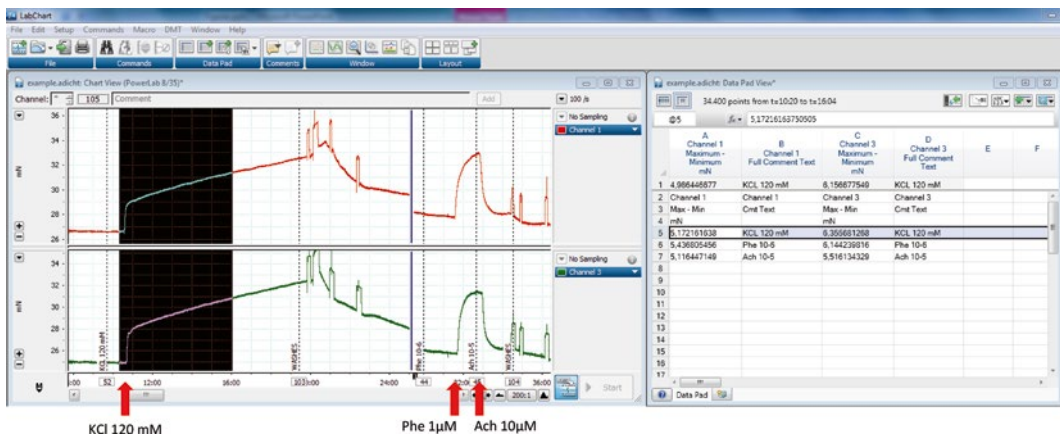 LabChart
File Edit Setup Commands Macro DMT Window Help
File Commands Data Pad Comments Window Layout
example.adicht: Chart View (PowerLab 8/35)*
Channel: 105 Comment Add 100 /s
36
34
32
30
28
26
mN
No Sampling
Channel 1
34
32
30
28
26
mN
No Sampling
Channel 3
KCL 120 mM
WASHES
Phe 10-6
Ach 10-5
WASHES
52 12:00 16:00 103 24:00 44 104 36:00
200:1
Start
KCl 120 mM
Phe 1µM Ach 10µM
example.adicht: Data Pad View*
34.400 points from t=10:20 to t=16:04
@5 5,17216163750505
A B C D E F
Channel 1 Maximum - Minimum mN
Channel 1 Full Comment Text
Channel 3 Maximum - Minimum mN
Channel 3 Full Comment Text
1 4,966446677 KCL 120 mM 6,156677549 KCL 120 mM
2 Channel 1 Channel 1 Channel 3 Channel 3
3 Max - Min Cmt Text Max - Min Cmt Text
4 mN mN
5 5,172161638 KCL 120 mM 6,355681268 KCL 120 mM
6 5,436805456 Phe 10-6 6,144239816 Phe 10-6
7 5,116447149 Ach 10-5 5,516134329 Ach 10-5
8
9
10
11
12
13
14
15
16
17
Data Pad